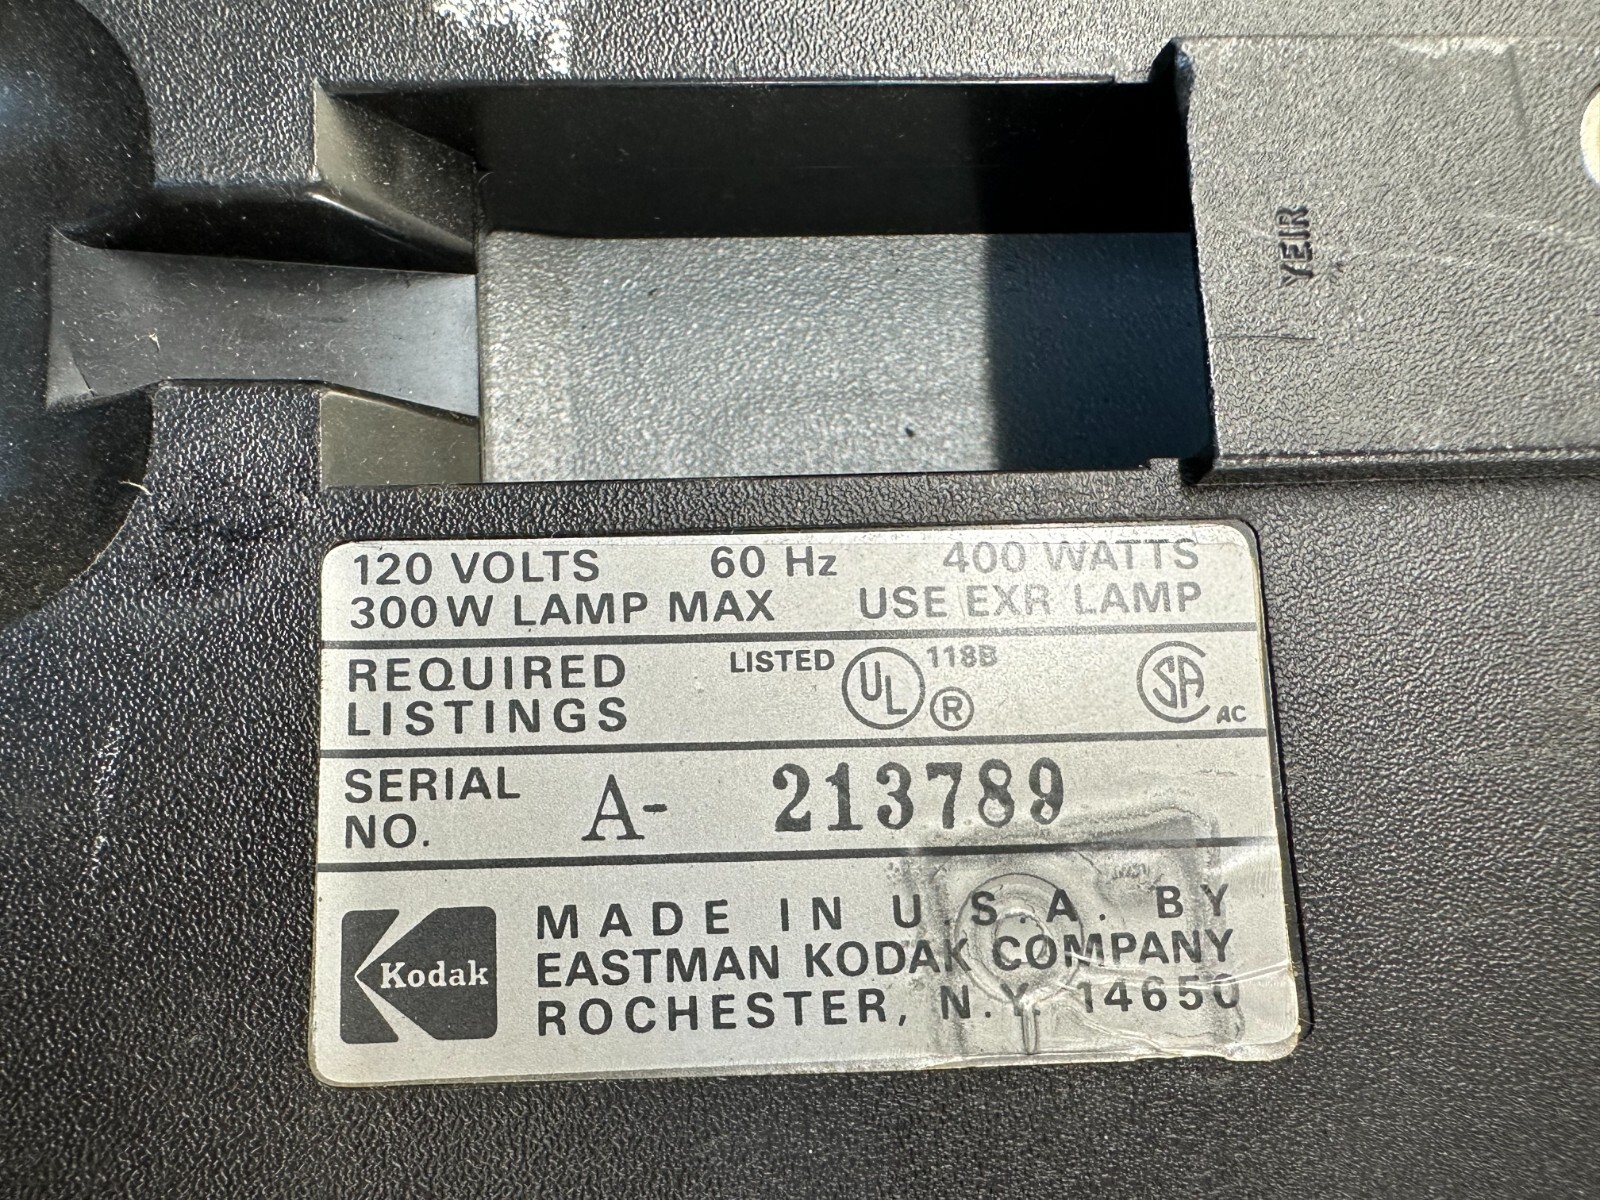 YEIR
120 VOLTS 60 Hz 400 WATTS
300W LAMP MAX USE EXR LAMP
REQUIRED LISTINGS
LISTED UL ® 118B
SA AC
SERIAL NO. A- 213789
Kodak
MADE IN U.S.A. BY
EASTMAN KODAK COMPANY
ROCHESTER, N.Y. 14650